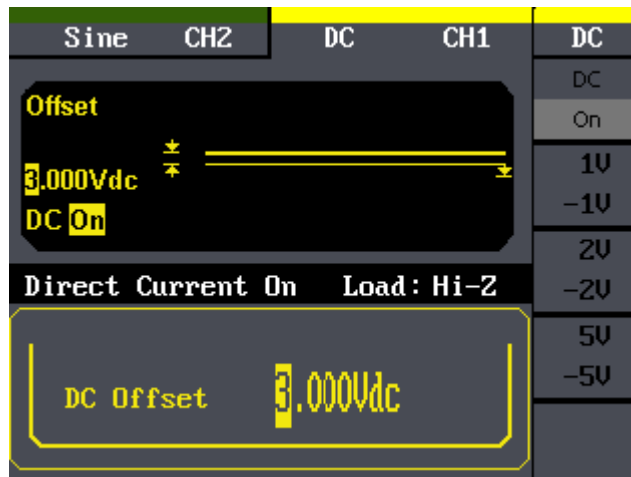 Sine CH2 DC CH1 DC
DC
On
Offset
3.000Vdc
DC On
1V
-1V
2V
-2V
Direct Current On Load: Hi-Z
5V
-5V
DC Offset 3.000Vdc